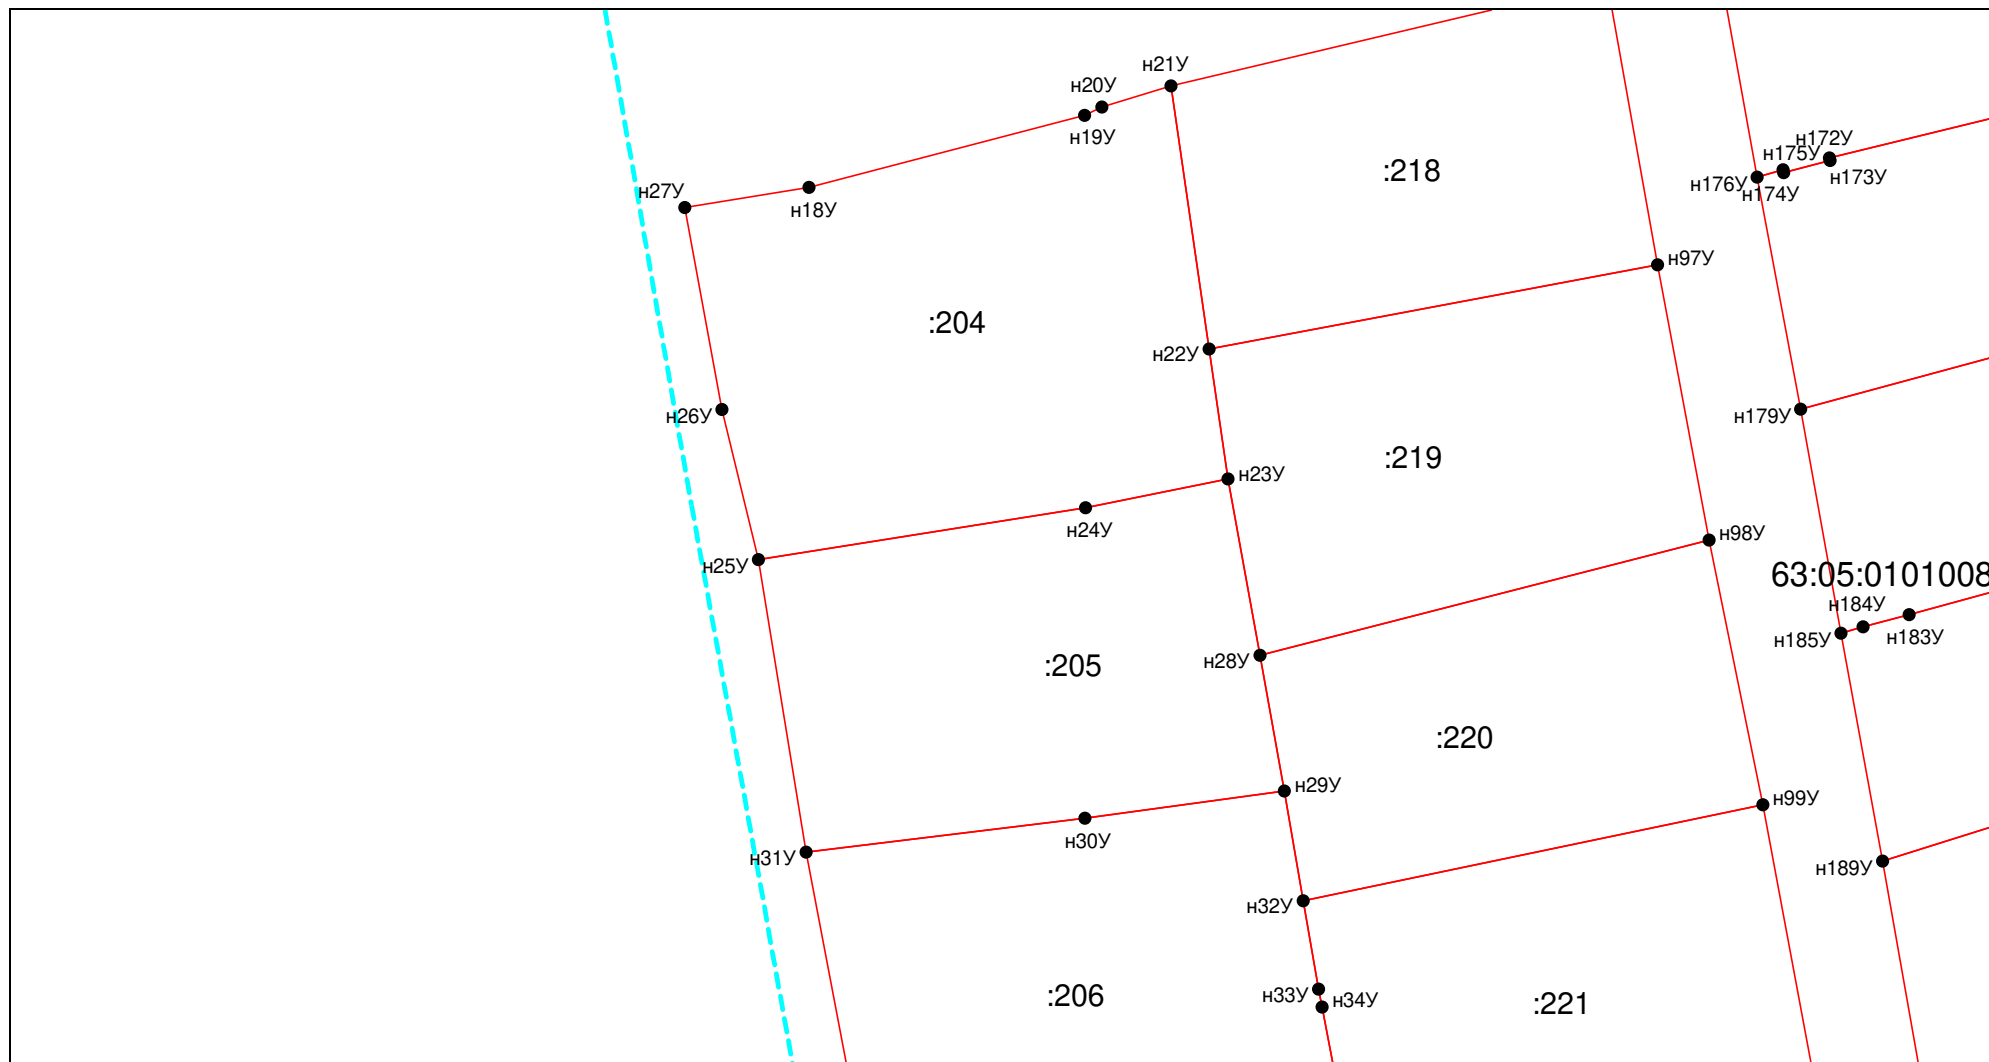 н21У
н20У
н19У
н172У
н175У
:218
н173У
н176У
н174У
н27У
н18У
н97У
:204
н22У
н26У
н179У
:219
н23У
н24У
н98У
н25У
63:05:0101008
н184У
н183У
н185У
н28У
:205
:220
н29У
н99У
н30У
н31У
н189У
н32У
:206
н33У
н34У
:221